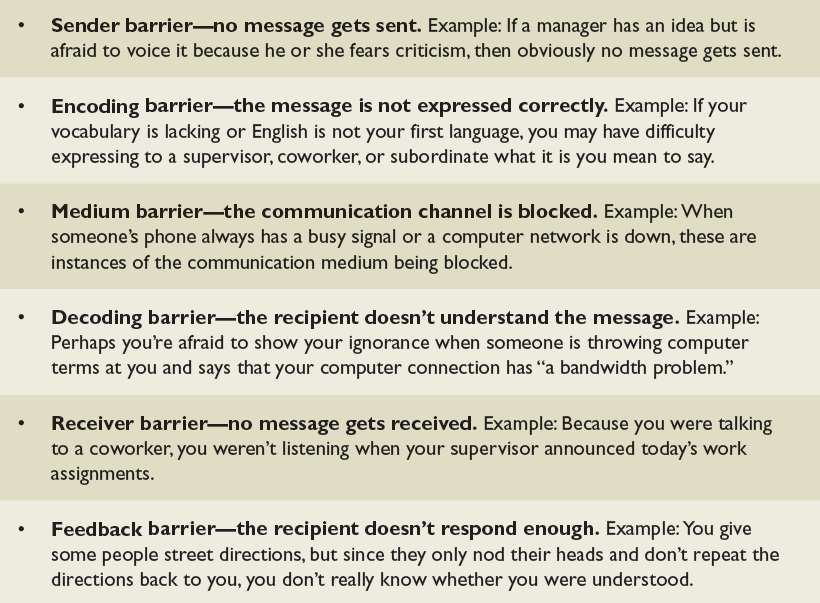 • Sender barrier—no message gets sent. Example: If a manager has an idea but is
afraid to voice it because he or she fears criticism, then obviously no message gets sent.
• Encoding barrier—the message is not expressed correctly. Example: If your
vocabulary is lacking or English is not your first language, you may have difficulty
expressing to a supervisor, coworker, or subordinate what it is you mean to say.
• Medium barrier—the communication channel is blocked. Example: When
someone’s phone always has a busy signal or a computer network is down, these are
instances of the communication medium being blocked.
• Decoding barrier—the recipient doesn’t understand the message. Example:
Perhaps you’re afraid to show your ignorance when someone is throwing computer
terms at you and says that your computer connection has “a bandwidth problem.”
• Receiver barrier—no message gets received. Example: Because you were talking
to a coworker, you weren’t listening when your supervisor announced today’s work
assignments.
• Feedback barrier—the recipient doesn’t respond enough. Example: You give
some people street directions, but since they only nod their heads and don’t repeat the
directions back to you, you don’t really know whether you were understood.